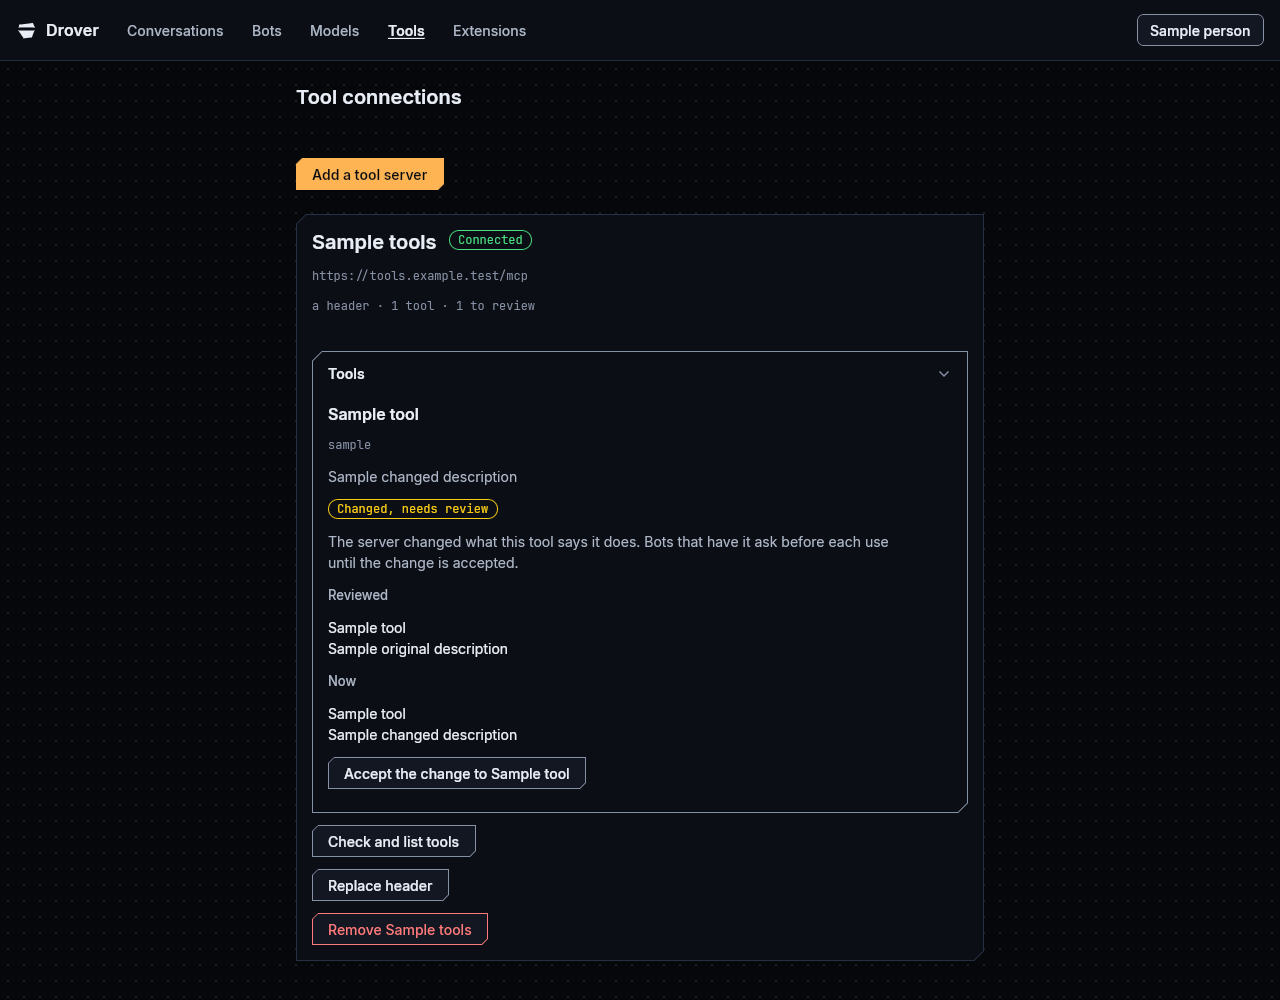 Drover
Conversations
Bots
Models
Tools
Extensions
Sample person
Tool connections
Add a tool server
Sample tools
Connected
https://tools.example.test/mcp
a header · 1 tool · 1 to review
Tools
Sample tool
sample
Sample changed description
Changed, needs review
The server changed what this tool says it does. Bots that have it ask before each use
until the change is accepted.
Reviewed
Sample tool
Sample original description
Now
Sample tool
Sample changed description
Accept the change to Sample tool
Check and list tools
Replace header
Remove Sample tools